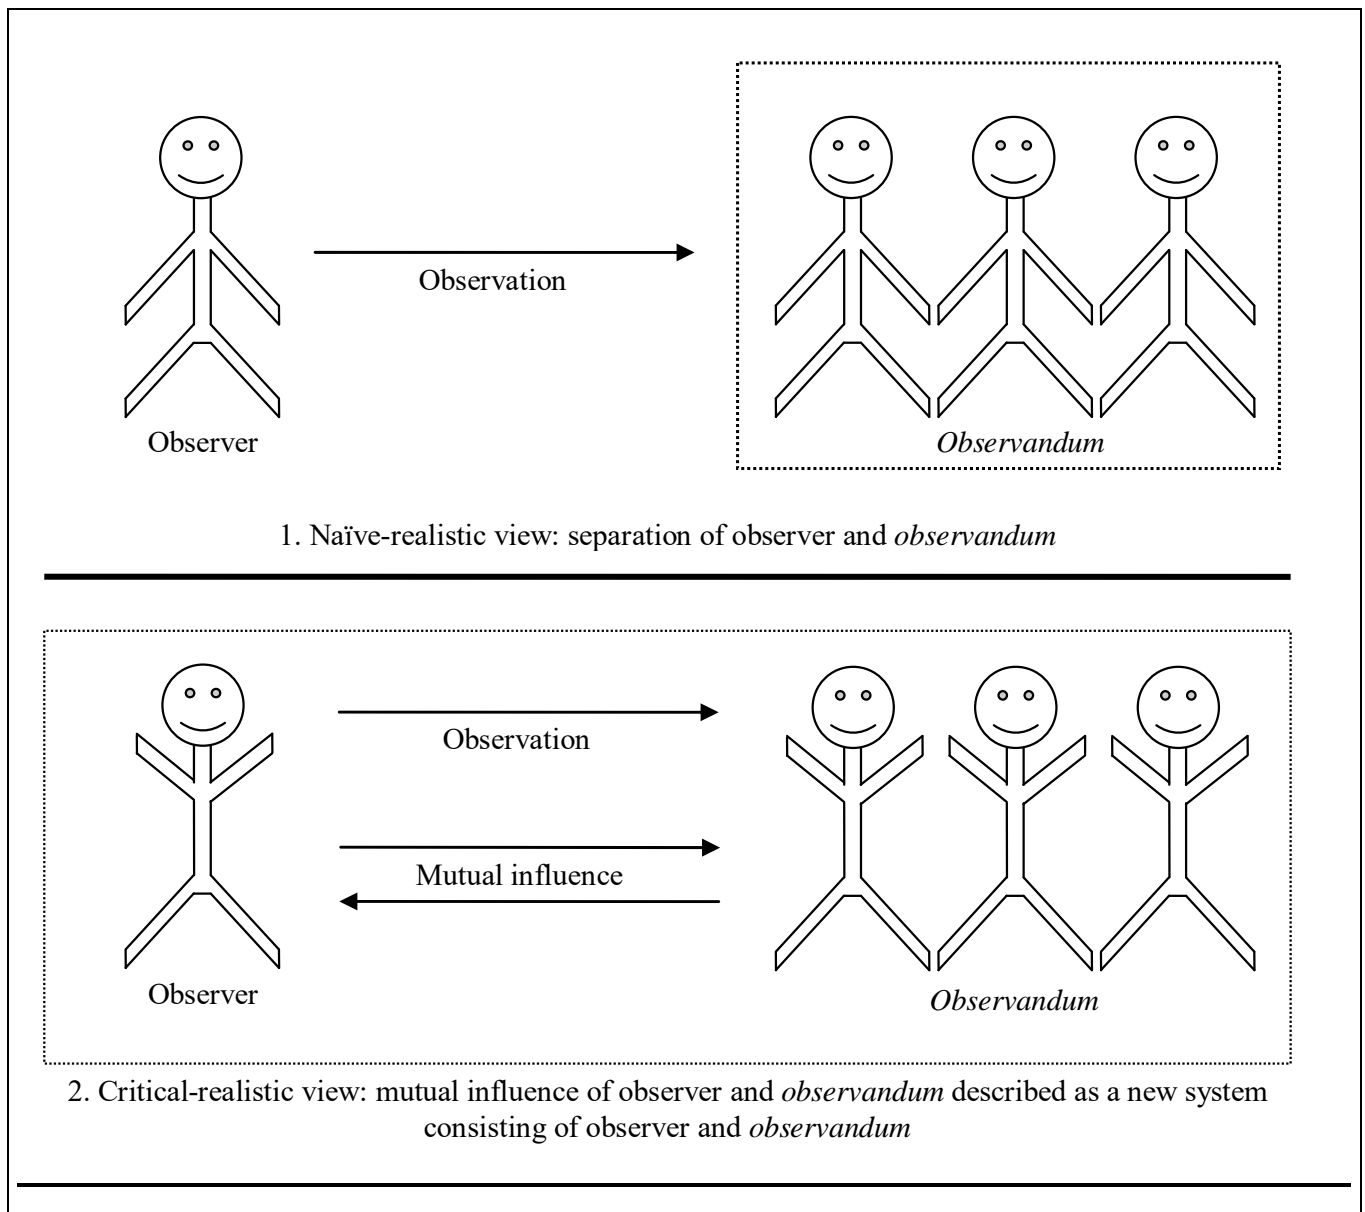 Observation
Observer
Observandum
1. Naïve-realistic view: separation of observer and observandum
Observation
Mutual influence
Observer
Observandum
2. Critical-realistic view: mutual influence of observer and observandum described as a new system
consisting of observer and observandum